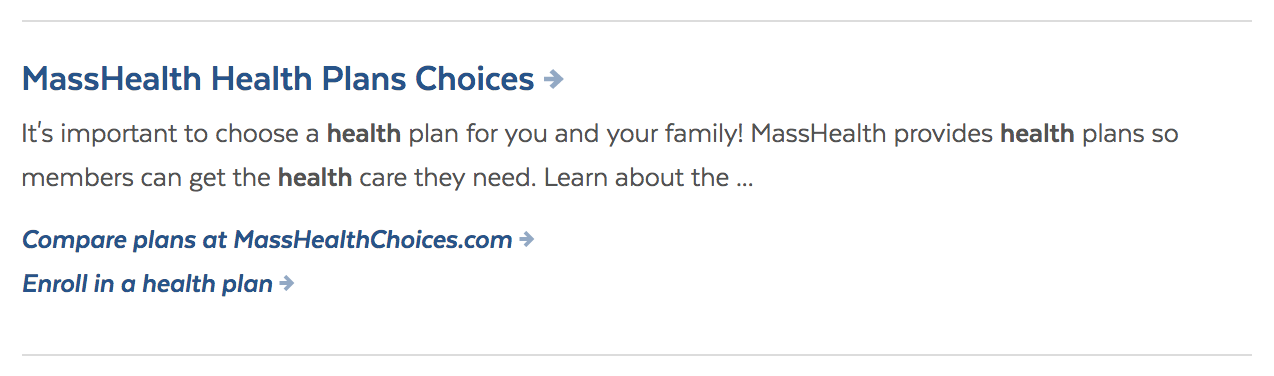 MassHealth Health Plans Choices
It's important to choose a health plan for you and your family! MassHealth provides health plans so
members can get the health care they need. Learn about the ...
Compare plans at MassHealthChoices.com
Enroll in a health plan